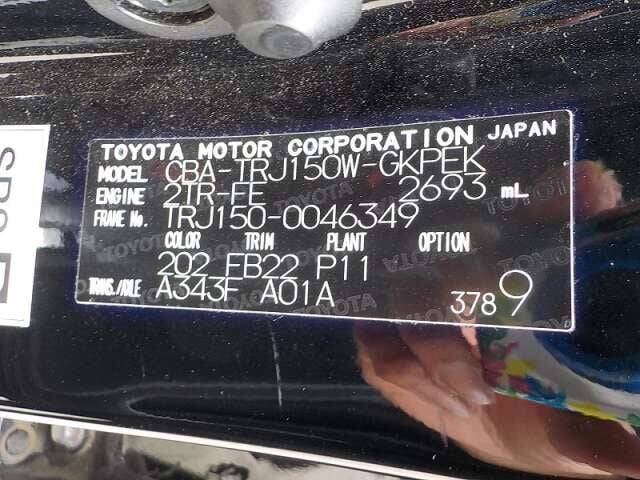 TOYOTA MOTOR CORPORATION JAPAN
MODEL CBA-TRJ150W-GKPEK
ENGINE 2TR-FE 2693 mL
FRAME No. TRJ150-0046349
COLOR TRIM PLANT OPTION
202 FB22 P11
TRANS./AXLE A343F A01A
3789